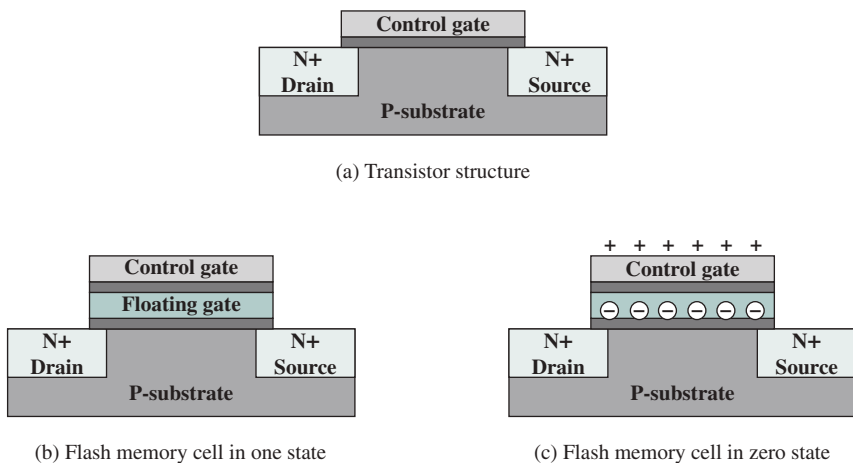 Control gate
N+
Drain
N+
Source
P-substrate
(a) Transistor structure
Control gate
Floating gate
N+
Drain
N+
Source
P-substrate
(b) Flash memory cell in one state
+ + + + + +
Control gate
− − − − − −
N+
Drain
N+
Source
P-substrate
(c) Flash memory cell in zero state